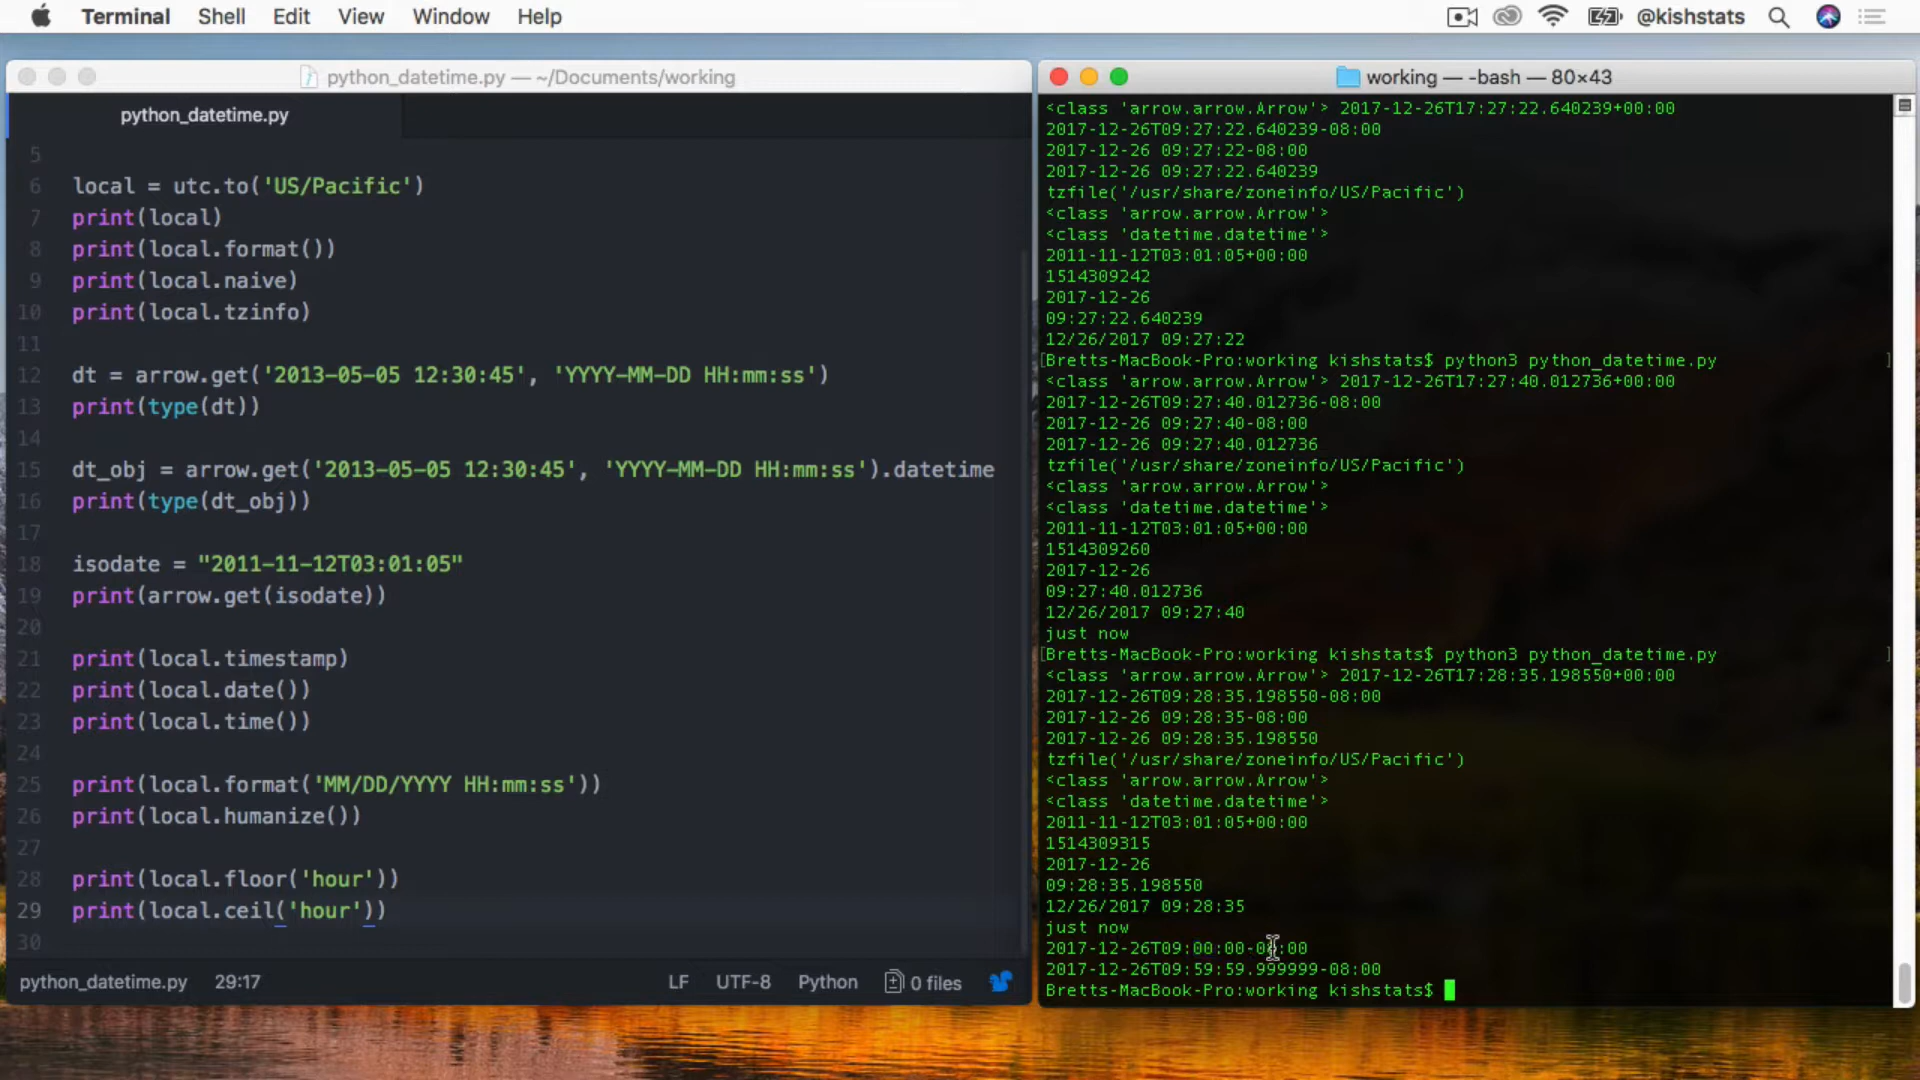 Terminal Shell Edit View Window Help @kishstats
python_datetime.py — ~/Documents/working
python_datetime.py
5
6 local = utc.to('US/Pacific')
7 print(local)
8 print(local.format())
9 print(local.naive)
10 print(local.tzinfo)
11
12 dt = arrow.get('2013-05-05 12:30:45', 'YYYY-MM-DD HH:mm:ss')
13 print(type(dt))
14
15 dt_obj = arrow.get('2013-05-05 12:30:45', 'YYYY-MM-DD HH:mm:ss').datetime
16 print(type(dt_obj))
17
18 isodate = "2011-11-12T03:01:05"
19 print(arrow.get(isodate))
20
21 print(local.timestamp)
22 print(local.date())
23 print(local.time())
24
25 print(local.format('MM/DD/YYYY HH:mm:ss'))
26 print(local.humanize())
27
28 print(local.floor('hour'))
29 print(local.ceil('hour'))
30
python_datetime.py 29:17 LF UTF-8 Python 0 files
working — -bash — 80×43
<class 'arrow.arrow.Arrow'> 2017-12-26T17:27:22.640239+00:00
2017-12-26T09:27:22.640239-08:00
2017-12-26 09:27:22-08:00
2017-12-26 09:27:22.640239
tzfile('/usr/share/zoneinfo/US/Pacific')
<class 'arrow.arrow.Arrow'>
<class 'datetime.datetime'>
2011-11-12T03:01:05+00:00
1514309242
2017-12-26
09:27:22.640239
12/26/2017 09:27:22
[Bretts-MacBook-Pro:working kishstats$ python3 python_datetime.py ]
<class 'arrow.arrow.Arrow'> 2017-12-26T17:27:40.012736+00:00
2017-12-26T09:27:40.012736-08:00
2017-12-26 09:27:40-08:00
2017-12-26 09:27:40.012736
tzfile('/usr/share/zoneinfo/US/Pacific')
<class 'arrow.arrow.Arrow'>
<class 'datetime.datetime'>
2011-11-12T03:01:05+00:00
1514309260
2017-12-26
09:27:40.012736
12/26/2017 09:27:40
just now
[Bretts-MacBook-Pro:working kishstats$ python3 python_datetime.py ]
<class 'arrow.arrow.Arrow'> 2017-12-26T17:28:35.198550+00:00
2017-12-26T09:28:35.198550-08:00
2017-12-26 09:28:35-08:00
2017-12-26 09:28:35.198550
tzfile('/usr/share/zoneinfo/US/Pacific')
<class 'arrow.arrow.Arrow'>
<class 'datetime.datetime'>
2011-11-12T03:01:05+00:00
1514309315
2017-12-26
09:28:35.198550
12/26/2017 09:28:35
just now
2017-12-26T09:00:00-08:00
2017-12-26T09:59:59.999999-08:00
Bretts-MacBook-Pro:working kishstats$